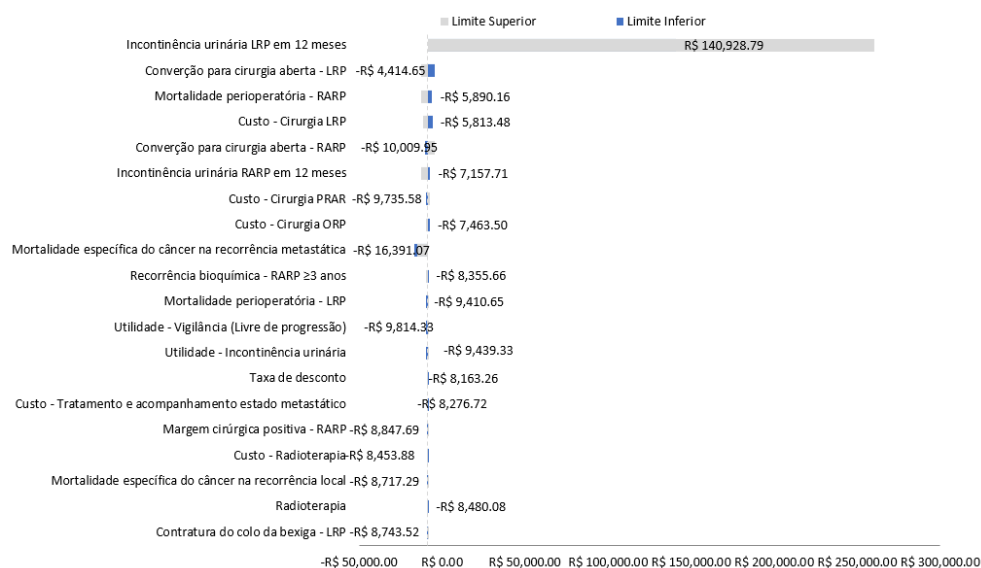 Limite Superior Limite Inferior
Incontinência urinária LRP em 12 meses R$ 140,928.79
Converção para cirurgia aberta - LRP -R$ 4,414.65
Mortalidade perioperatória - RARP -R$ 5,890.16
Custo - Cirurgia LRP -R$ 5,813.48
Converção para cirurgia aberta - RARP -R$ 10,009.95
Incontinência urinária RARP em 12 meses -R$ 7,157.71
Custo - Cirurgia PRAR -R$ 9,735.58
Custo - Cirurgia ORP -R$ 7,463.50
Mortalidade específica do câncer na recorrência metastática -R$ 16,391.07
Recorrência bioquímica - RARP ≥3 anos -R$ 8,355.66
Mortalidade perioperatória - LRP -R$ 9,410.65
Utilidade - Vigilância (Livre de progressão) -R$ 9,814.33
Utilidade - Incontinência urinária -R$ 9,439.33
Taxa de desconto -R$ 8,163.26
Custo - Tratamento e acompanhamento estado metastático -R$ 8,276.72
Margem cirúrgica positiva - RARP -R$ 8,847.69
Custo - Radioterapia -R$ 8,453.88
Mortalidade específica do câncer na recorrência local -R$ 8,717.29
Radioterapia -R$ 8,480.08
Contratura do colo da bexiga - LRP -R$ 8,743.52
-R$ 50,000.00 R$ 0.00 R$ 50,000.00 R$ 100,000.00 R$ 150,000.00 R$ 200,000.00 R$ 250,000.00 R$ 300,000.00